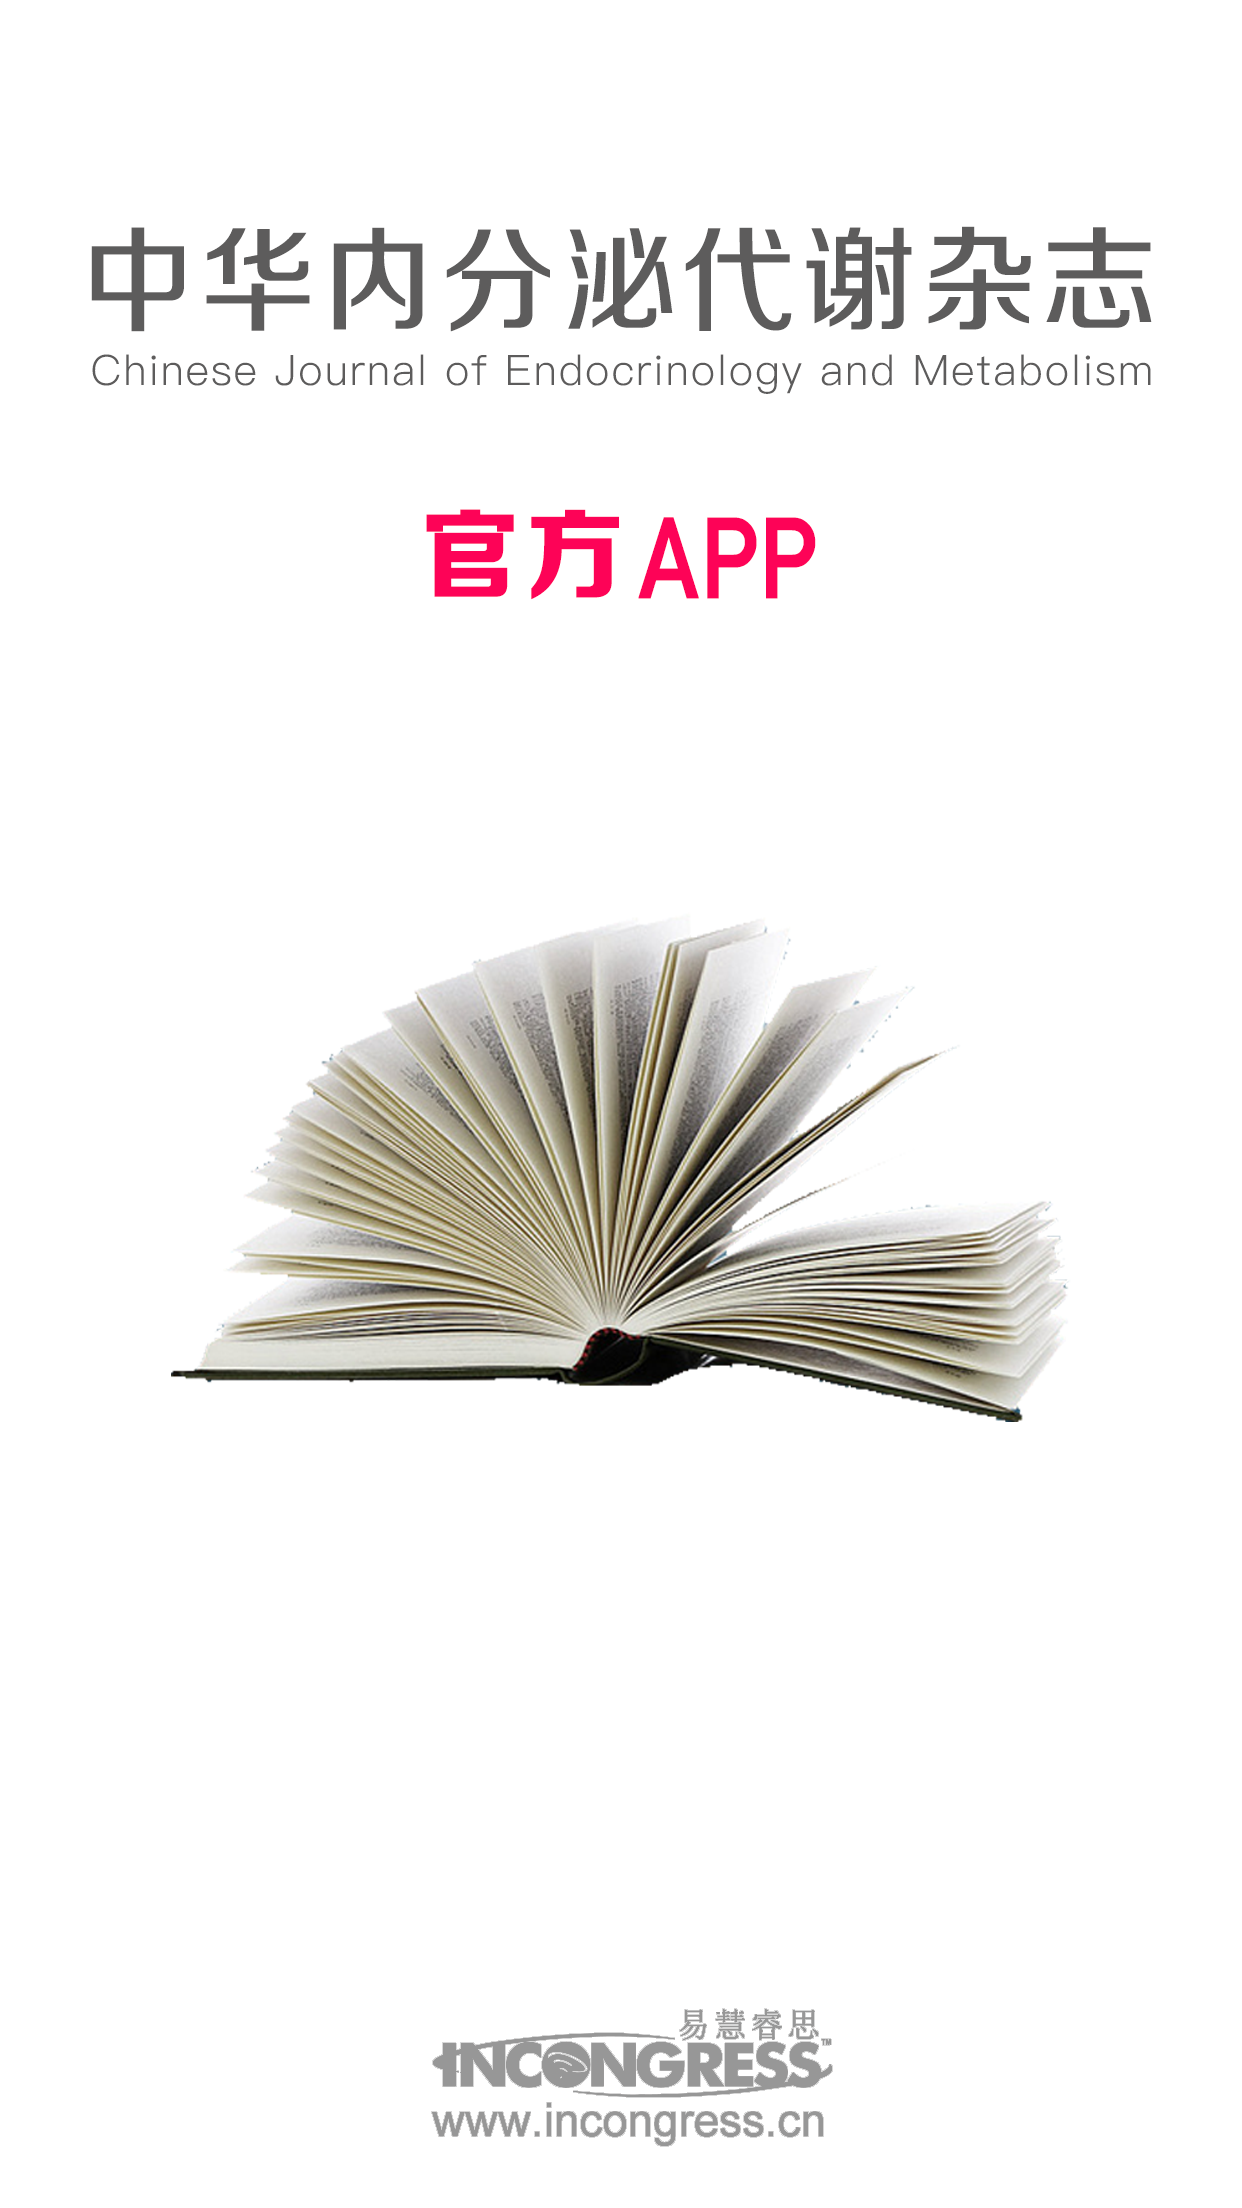 中华内分泌代谢杂志
Chinese Journal of Endocrinology and Metabolism
官方APP
易慧睿思
INCONGRESS™
www.incongress.cn